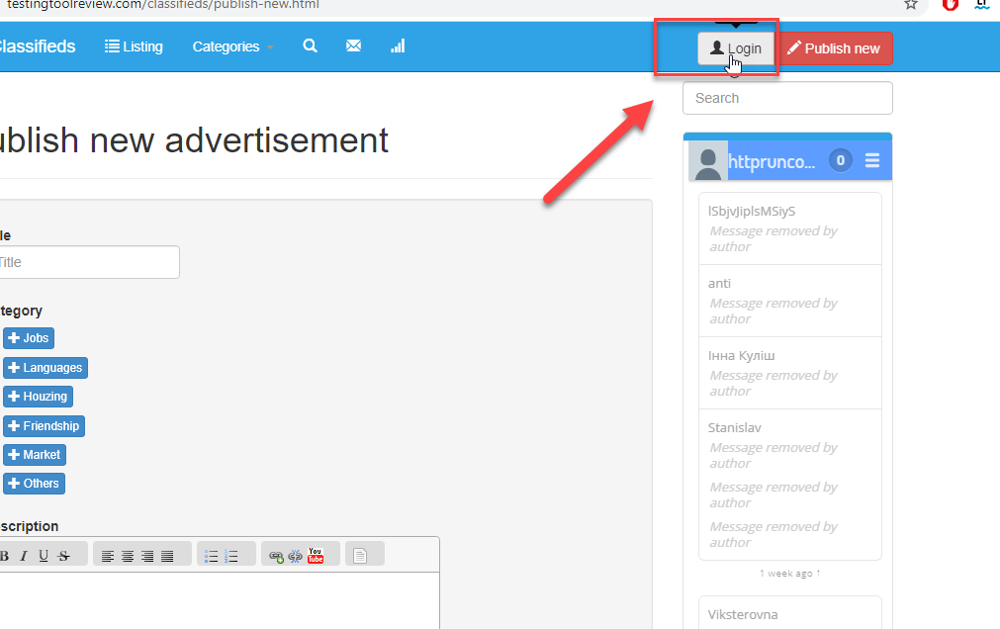 testingtoolreview.com/classifieds/publish-new.html
Classifieds
Listing
Categories
Login
Publish new
Search
ublish new advertisement
httprunco...
0
lSbjvJiplsMSiyS
Message removed by
author
le
Title
anti
Message removed by
author
tegory
Jobs
Languages
Houzing
Friendship
Market
Others
Інна Куліш
Message removed by
author
Stanislav
Message removed by
author
Message removed by
author
Message removed by
author
1 week ago ↑
Viksterovna
scription
B I U S
You
Tube